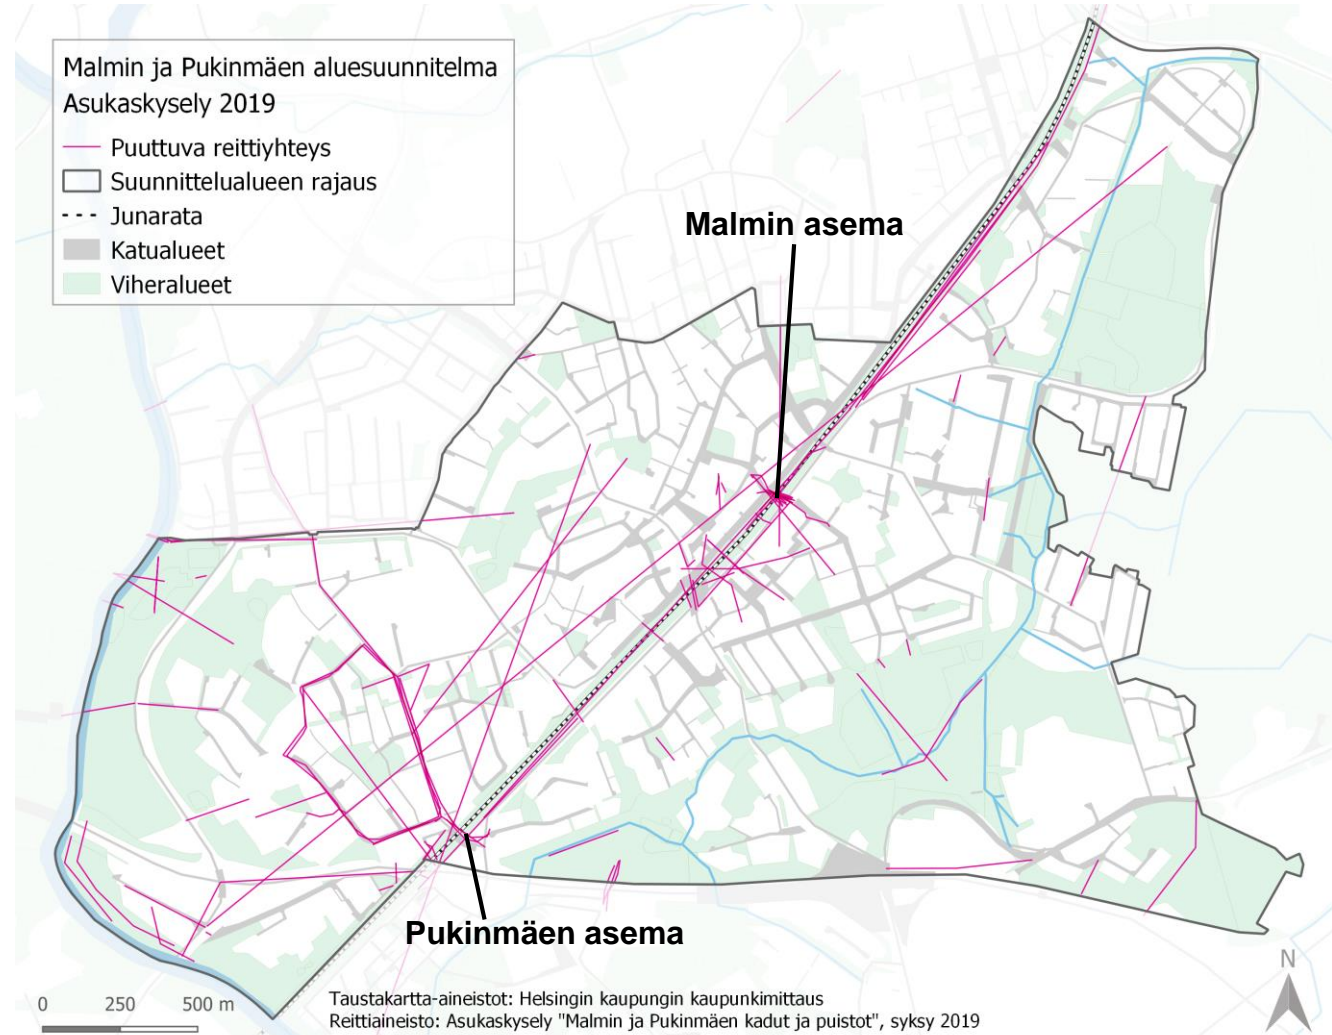 Malmin ja Pukinmäen aluesuunnitelma
Asukaskysely 2019
Puuttuva reittiyhteys
Suunnittelualueen rajaus
Junarata
Katualueet
Viheralueet
Malmin asema
Pukinmäen asema
0 250 500 m
Taustakartta-aineistot: Helsingin kaupungin kaupunkimittaus
Reittiaineisto: Asukaskysely "Malmin ja Pukinmäen kadut ja puistot", syksy 2019
N